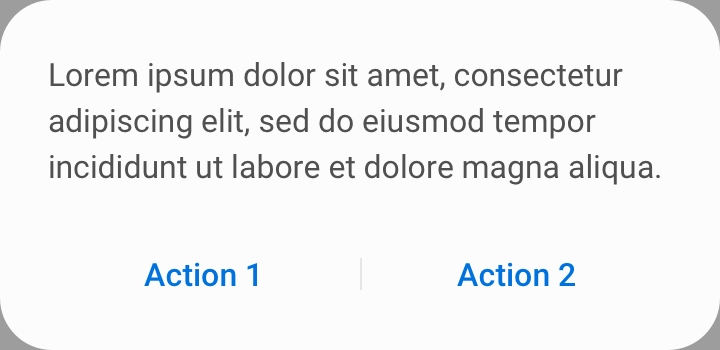 Lorem ipsum dolor sit amet, consectetur
adipiscing elit, sed do eiusmod tempor
incididunt ut labore et dolore magna aliqua.
Action 1
Action 2